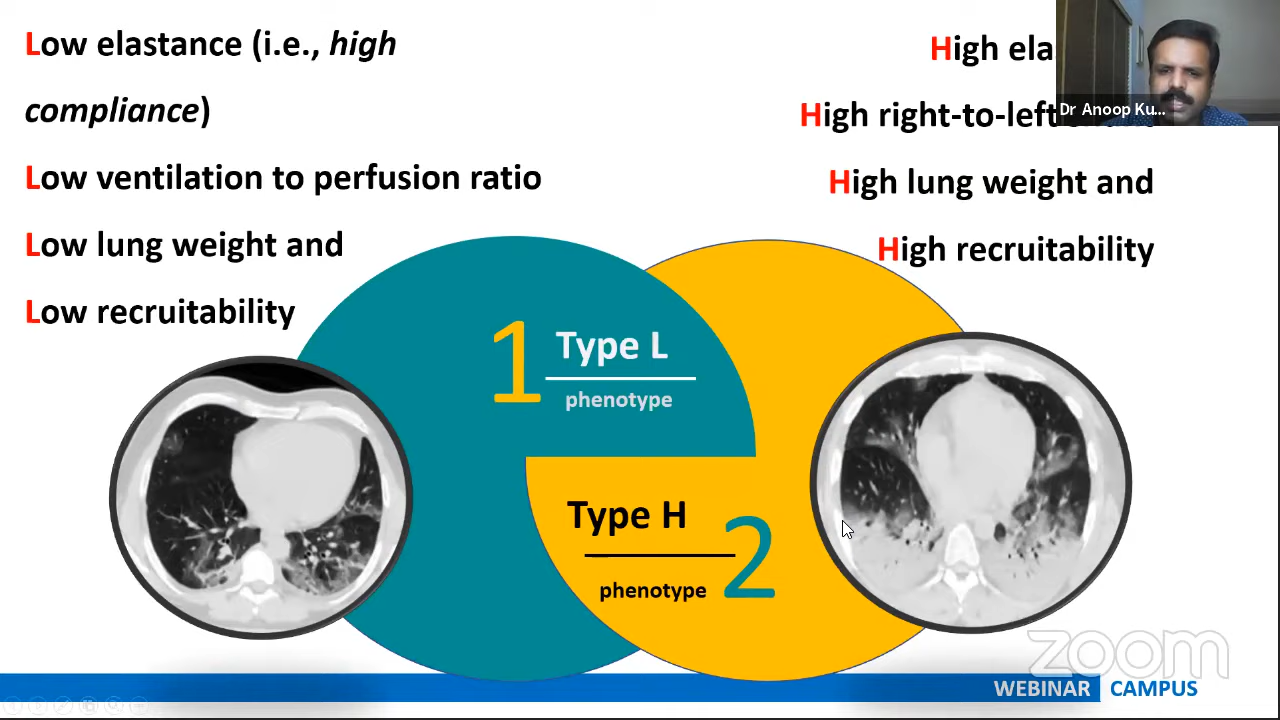 Low elastance (i.e., high
compliance)
Low ventilation to perfusion ratio
Low lung weight and
Low recruitability
High
High right-to-left
High lung weight and
High recruitability
Dr Anoop Ku...
1 Type L
phenotype
Type H
2
phenotype
zoom
WEBINAR CAMPUS